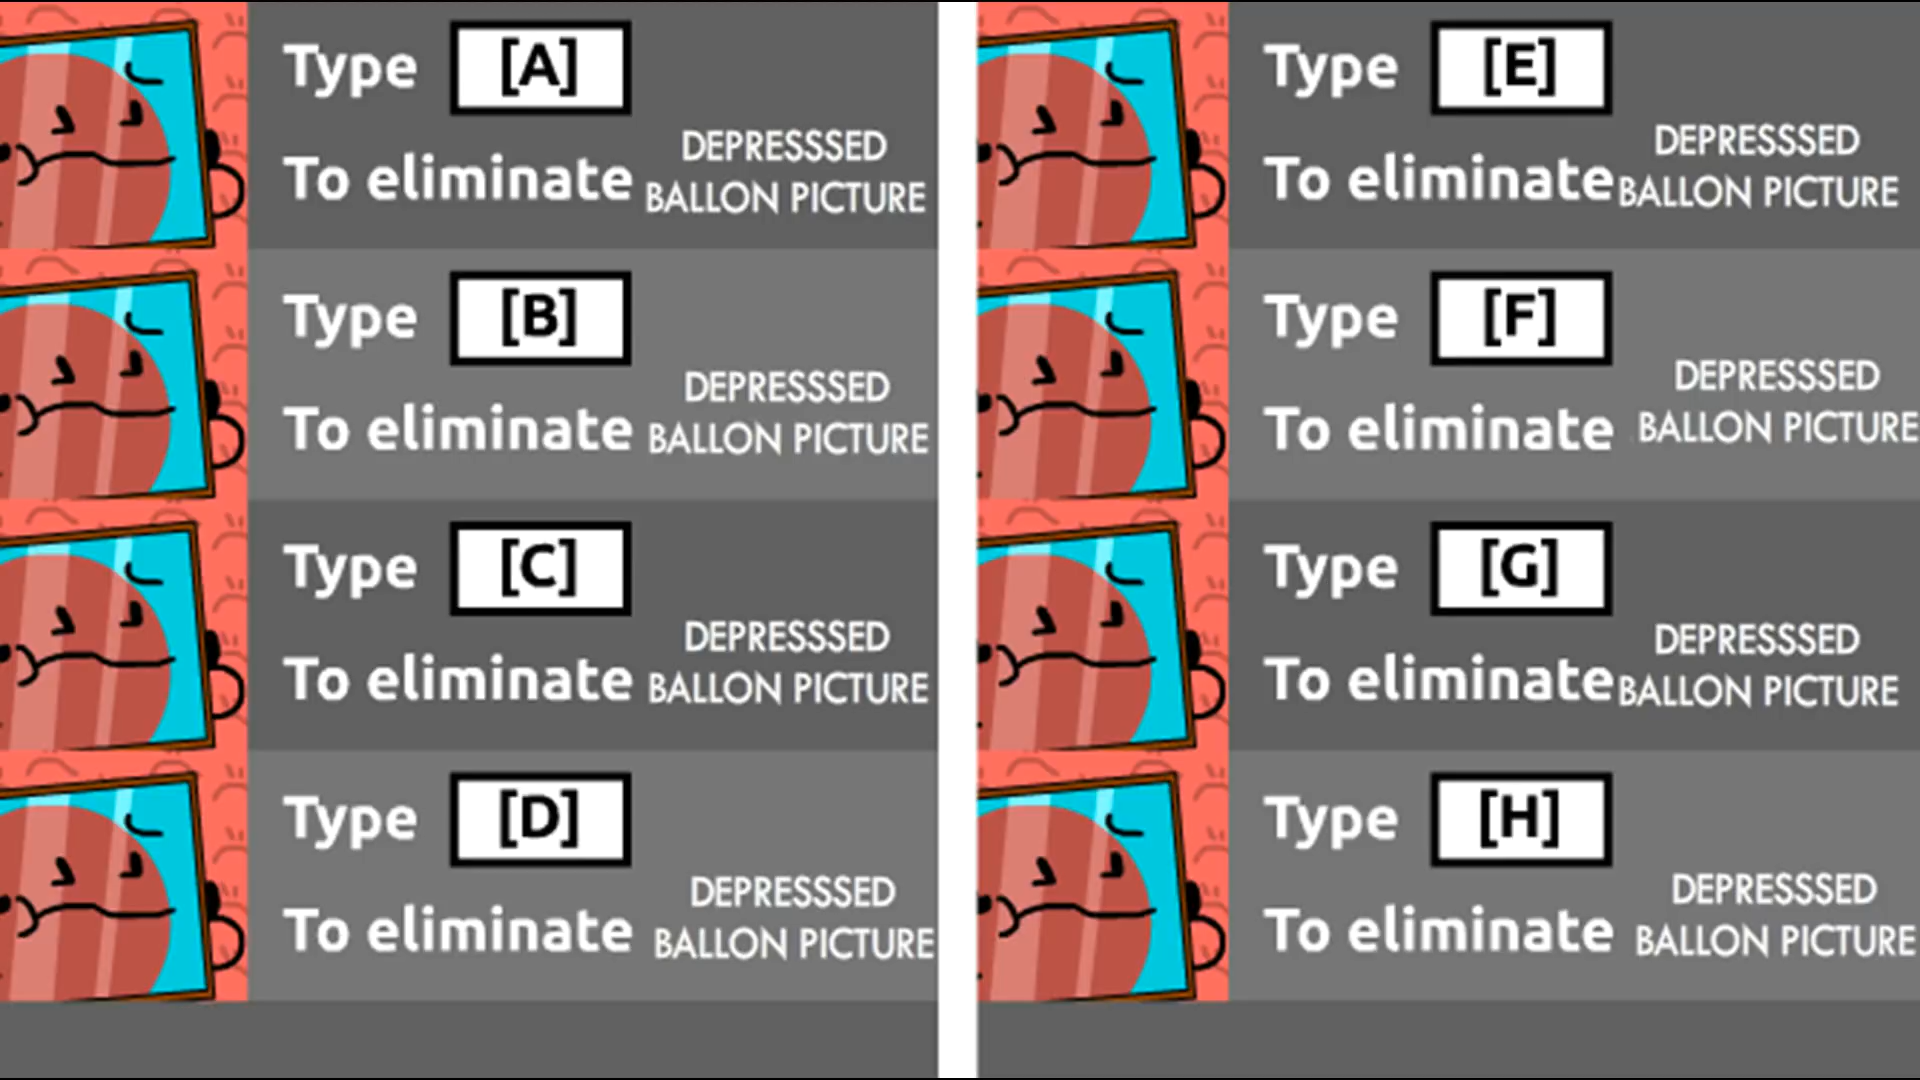 Type [A]
To eliminate DEPRESSSED
BALLON PICTURE
Type [B]
To eliminate DEPRESSSED
BALLON PICTURE
Type [C]
To eliminate DEPRESSSED
BALLON PICTURE
Type [D]
To eliminate DEPRESSSED
BALLON PICTURE
Type [E]
To eliminate DEPRESSSED
BALLON PICTURE
Type [F]
To eliminate DEPRESSSED
BALLON PICTURE
Type [G]
To eliminate DEPRESSSED
BALLON PICTURE
Type [H]
To eliminate DEPRESSSED
BALLON PICTURE